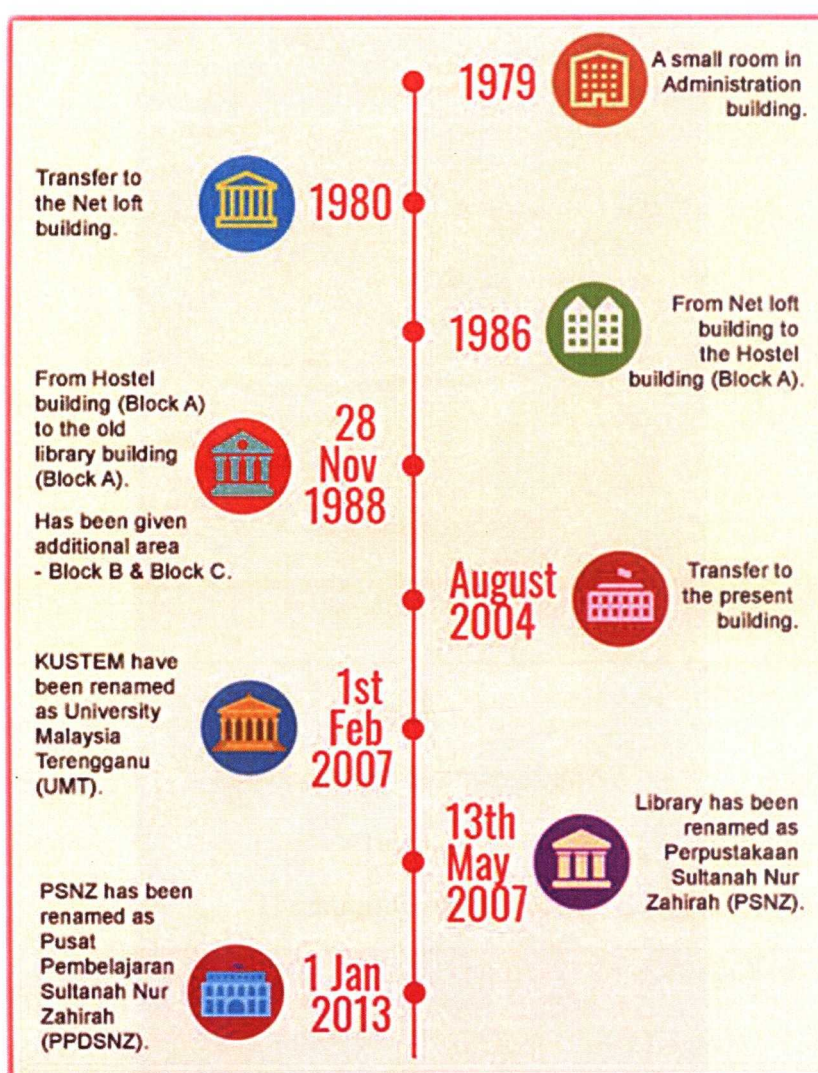 1979
A small room in
Administration
building.
1980
Transfer to
the Net loft
building.
1986
From Net loft
building to
the Hostel
building (Block A).
28
Nov
1988
From Hostel
building (Block A)
to the old
library building
(Block A).
Has been given
additional area
- Block B & Block C.
August
2004
Transfer to
the present
building.
1st
Feb
2007
KUSTEM have
been renamed
as University
Malaysia
Terengganu
(UMT).
13th
May
2007
Library has been
renamed as
Perpustakaan
Sultanah Nur
Zahirah (PSNZ).
1 Jan
2013
PSNZ has been
renamed as
Pusat
Pembelajaran
Sultanah Nur
Zahirah
(PPDSNZ).